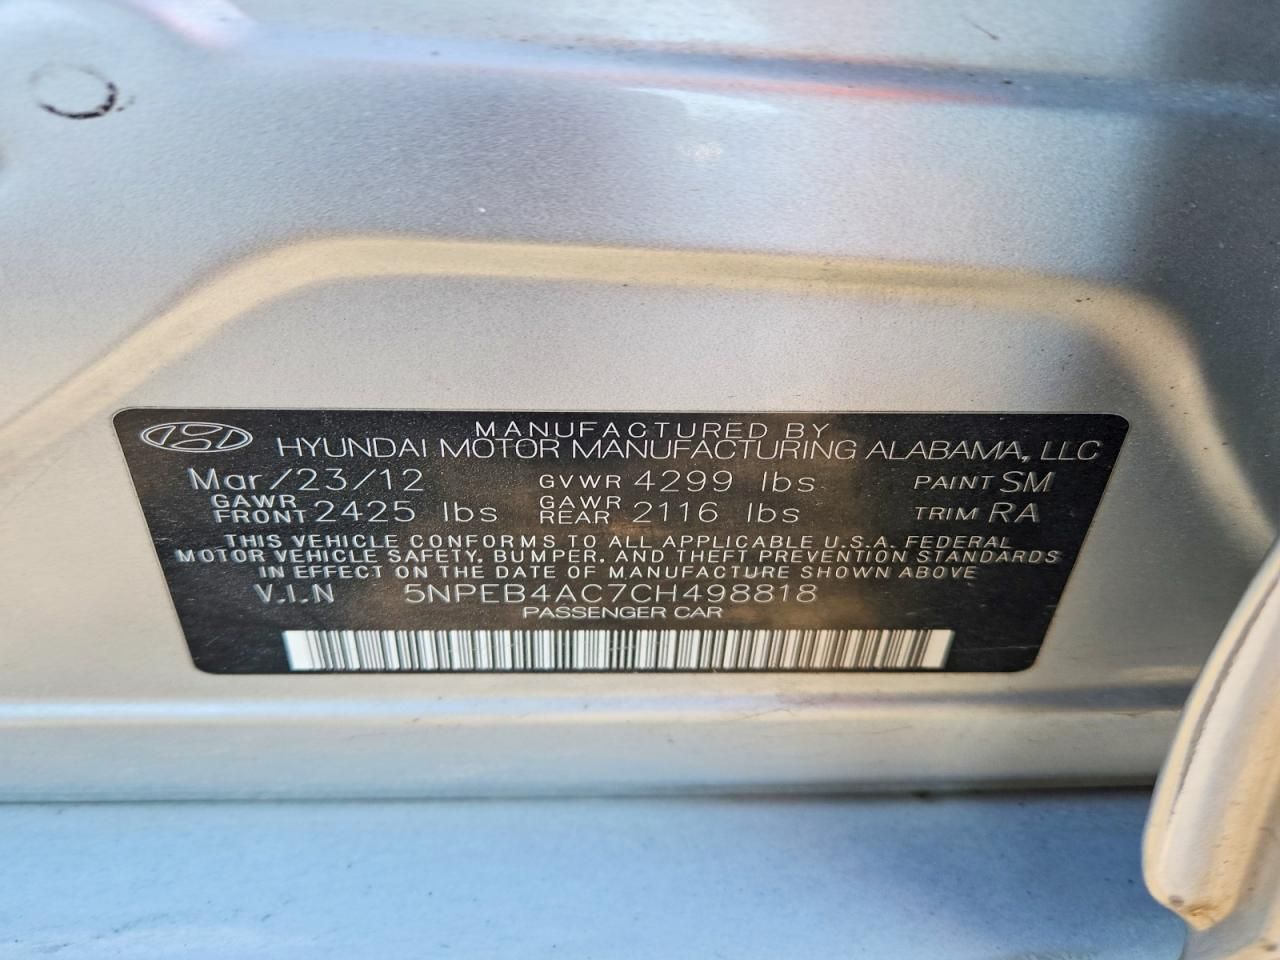 MANUFACTURED BY
HYUNDAI MOTOR MANUFACTURING ALABAMA, LLC
Mar/23/12 GVWR 4299 lbs PAINT SM
GAWR FRONT 2425 lbs GAWR REAR 2116 lbs TRIM RA
THIS VEHICLE CONFORMS TO ALL APPLICABLE U.S.A. FEDERAL
MOTOR VEHICLE SAFETY, BUMPER, AND THEFT PREVENTION STANDARDS
IN EFFECT ON THE DATE OF MANUFACTURE SHOWN ABOVE
V.I.N 5NPEB4AC7CH498818
PASSENGER CAR